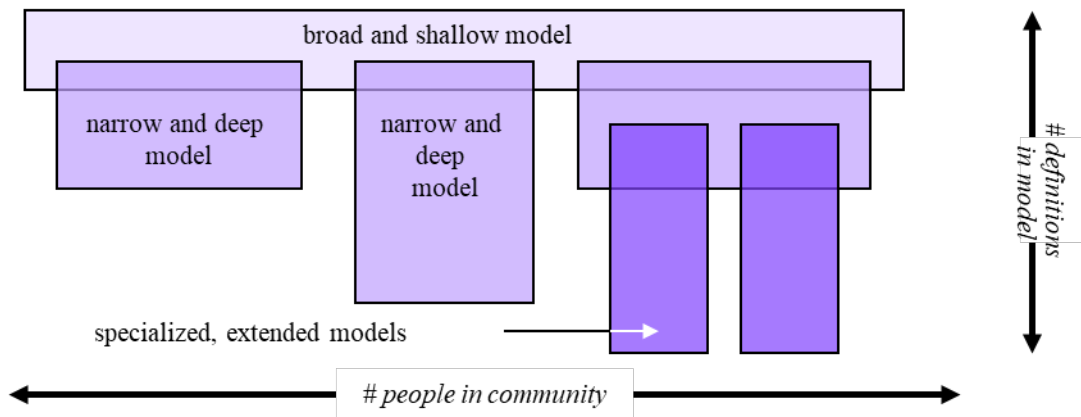 broad and shallow model
narrow and deep
model
narrow and
deep
model
# definitions
in model
specialized, extended models
# people in community